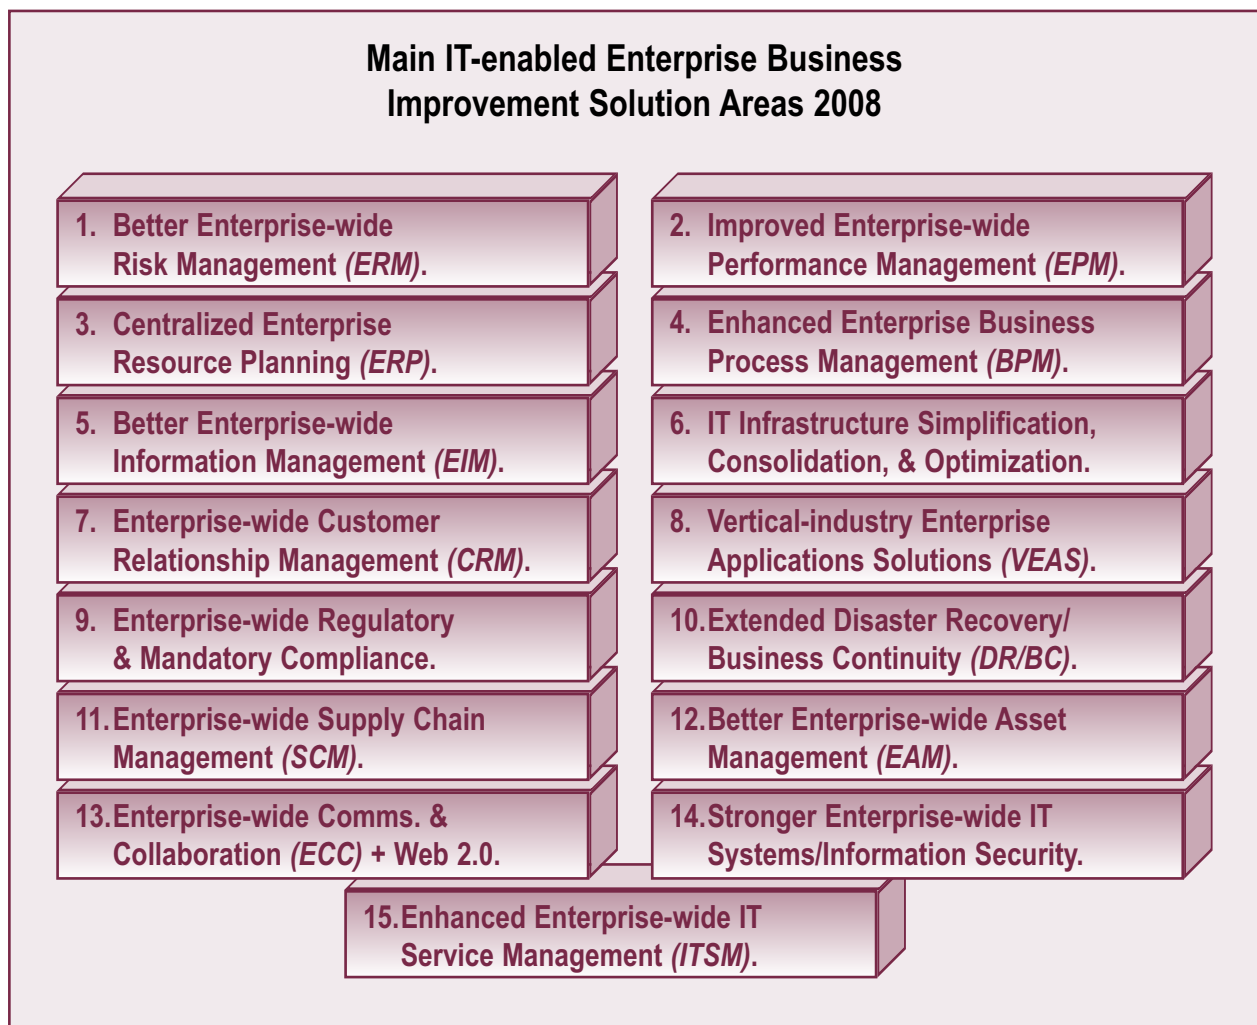 Main IT-enabled Enterprise Business
Improvement Solution Areas 2008
1. Better Enterprise-wide
Risk Management (ERM).
2. Improved Enterprise-wide
Performance Management (EPM).
3. Centralized Enterprise
Resource Planning (ERP).
4. Enhanced Enterprise Business
Process Management (BPM).
5. Better Enterprise-wide
Information Management (EIM).
6. IT Infrastructure Simplification,
Consolidation, & Optimization.
7. Enterprise-wide Customer
Relationship Management (CRM).
8. Vertical-industry Enterprise
Applications Solutions (VEAS).
9. Enterprise-wide Regulatory
& Mandatory Compliance.
10.Extended Disaster Recovery/
Business Continuity (DR/BC).
11.Enterprise-wide Supply Chain
Management (SCM).
12.Better Enterprise-wide Asset
Management (EAM).
13.Enterprise-wide Comms. &
Collaboration (ECC) + Web 2.0.
14.Stronger Enterprise-wide IT
Systems/Information Security.
15.Enhanced Enterprise-wide IT
Service Management (ITSM).